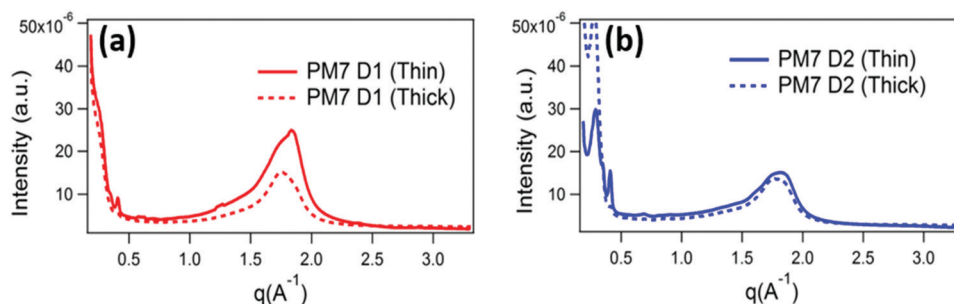 (a)
50x10⁻⁶
40
30
20
10
Intensity (a.u.)
PM7 D1 (Thin)
PM7 D1 (Thick)
0.5 1.0 1.5 2.0 2.5 3.0
q(A⁻¹)
(b)
50x10⁻⁶
40
30
20
10
Intensity (a.u.)
PM7 D2 (Thin)
PM7 D2 (Thick)
0.5 1.0 1.5 2.0 2.5 3.0
q(A⁻¹)